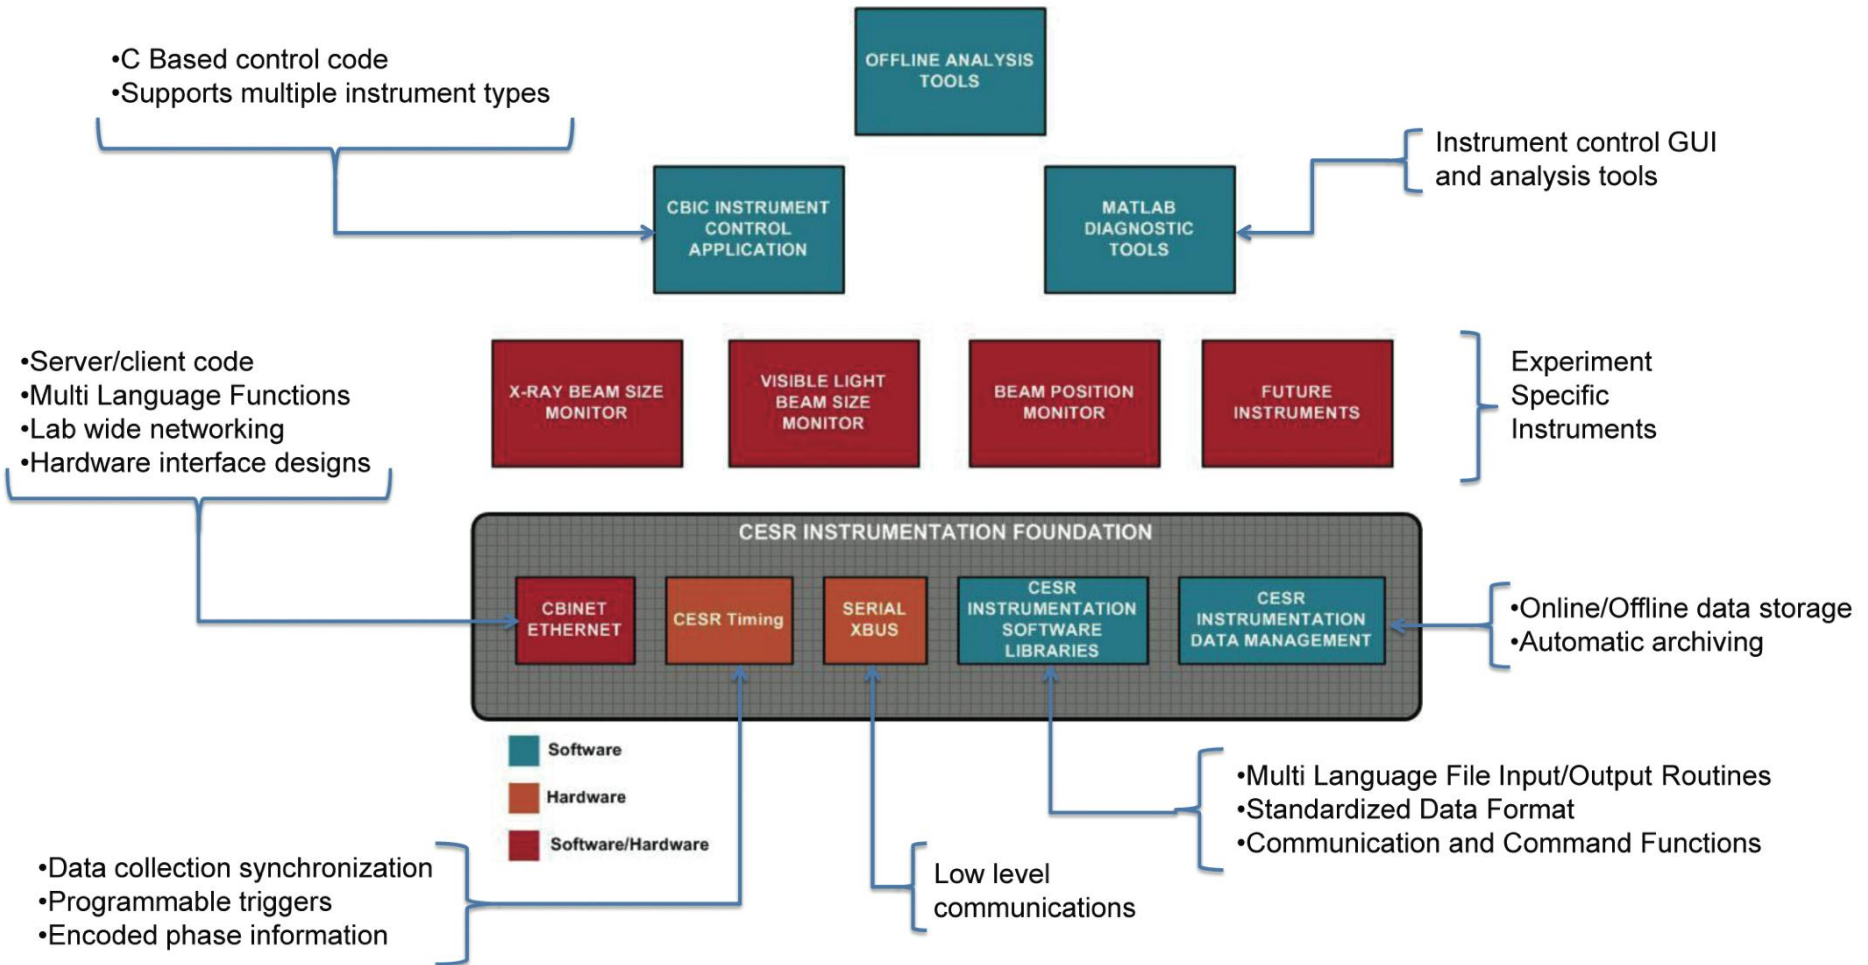 OFFLINE ANALYSIS
TOOLS
•C Based control code
•Supports multiple instrument types
Instrument control GUI
and analysis tools
CBIC INSTRUMENT
CONTROL
APPLICATION
MATLAB
DIAGNOSTIC
TOOLS
•Server/client code
•Multi Language Functions
•Lab wide networking
•Hardware interface designs
X-RAY BEAM SIZE
MONITOR
VISIBLE LIGHT
BEAM SIZE
MONITOR
BEAM POSITION
MONITOR
FUTURE
INSTRUMENTS
Experiment
Specific
Instruments
CESR INSTRUMENTATION FOUNDATION
CBINET
ETHERNET
CESR Timing
SERIAL
XBUS
CESR
INSTRUMENTATION
SOFTWARE
LIBRARIES
CESR
INSTRUMENTATION
DATA MANAGEMENT
•Online/Offline data storage
•Automatic archiving
Software
Hardware
Software/Hardware
•Multi Language File Input/Output Routines
•Standardized Data Format
•Communication and Command Functions
•Data collection synchronization
•Programmable triggers
•Encoded phase information
Low level
communications